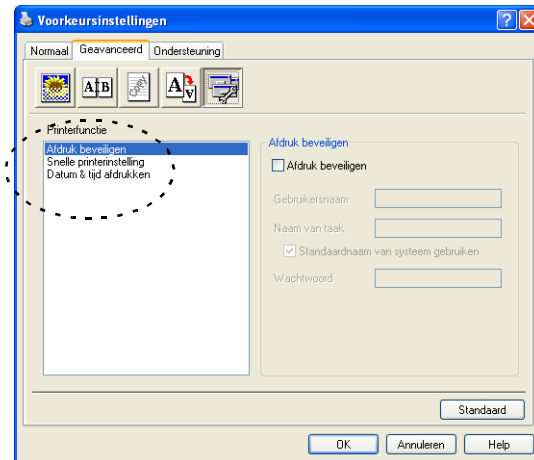 Voorkeursinstellingen
Normaal Geavanceerd Ondersteuning
A B Copy A A
Printerfunctie
Afdruk beveiligen
Snelle printerinstelling
Datum & tijd afdrukken
Afdruk beveiligen
Afdruk beveiligen
Gebruikersnaam
Naam van taak
Standaardnaam van systeem gebruiken
Wachtwoord
Standaard
OK Annuleren Help